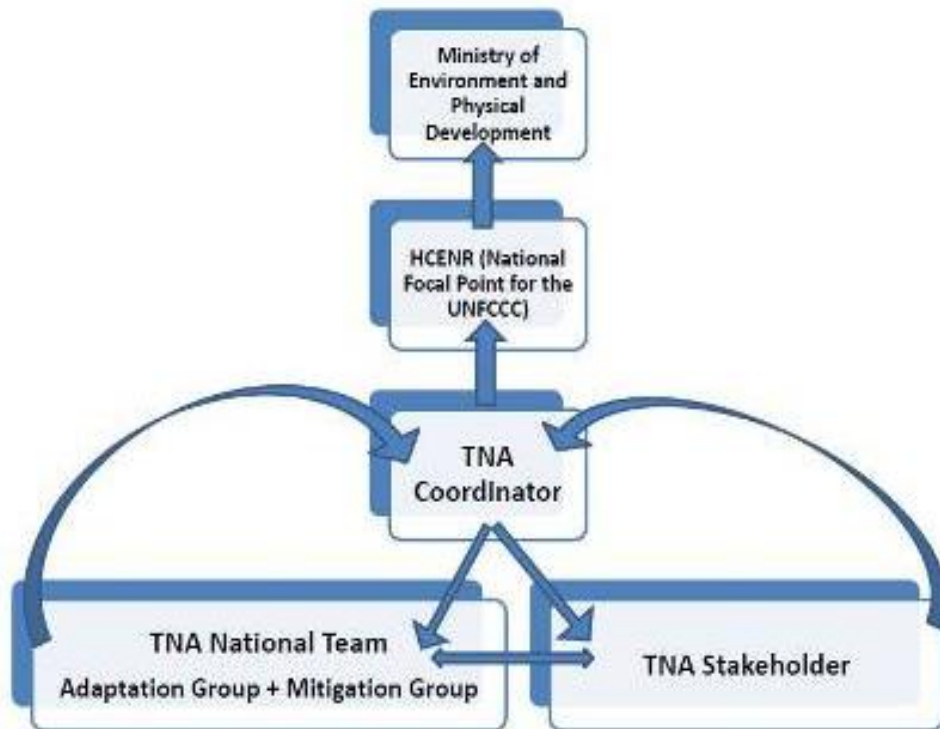 Ministry of
Environment and
Physical
Development
HCENR (National
Focal Point for the
UNFCCC)
TNA
Coordinator
TNA National Team
Adaptation Group + Mitigation Group
TNA Stakeholder